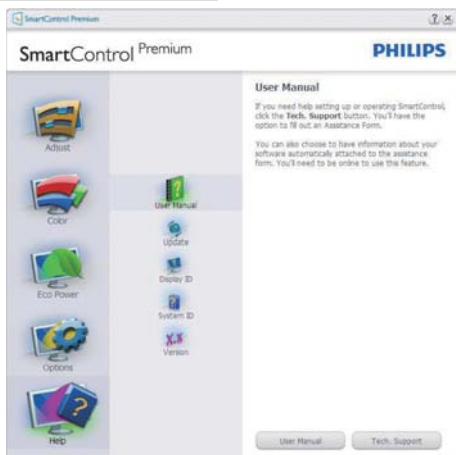 SmartControl Premium
SmartControl Premium
PHILIPS
Adjust
Color
Eco Power
Options
Help
User Manual
Update
Display ID
System ID
Version
User Manual
If you need help setting up or operating SmartControl,
click the Tech. Support button. You'll have the
option to fill out an Assistance Form.
You can also choose to have information about your
software automatically attached to the assistance
form. You'll need to be online to use this feature.
User Manual
Tech. Support